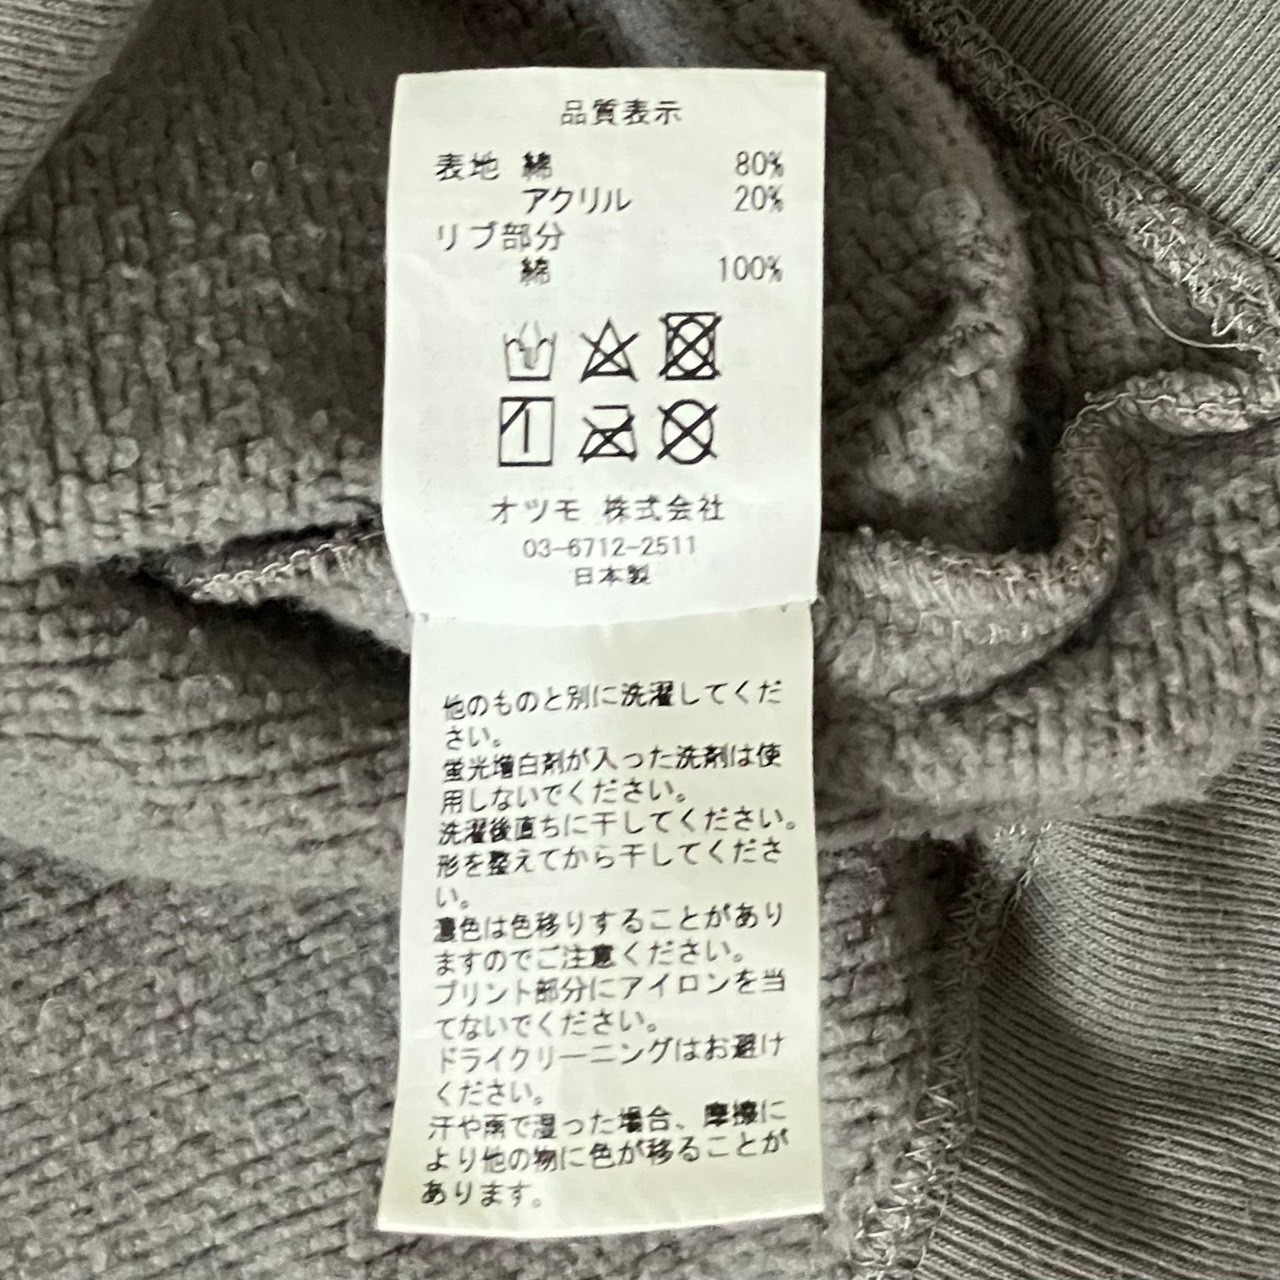 品質表示
表地 綿 80%
アクリル 20%
リブ部分
綿 100%
オツモ 株式会社
03-6712-2511
日本製
他のものと別に洗濯してくだ
さい。
蛍光増白剤が入った洗剤は使
用しないでください。
洗濯後直ちに干してください。
形を整えてから干してくださ
い。
濃色は色移りすることがあり
ますのでご注意ください。
プリント部分にアイロンを当
てないでください。
ドライクリーニングはお避け
ください。
汗や雨で湿った場合、摩擦に
より他の物に色が移ることが
あります。